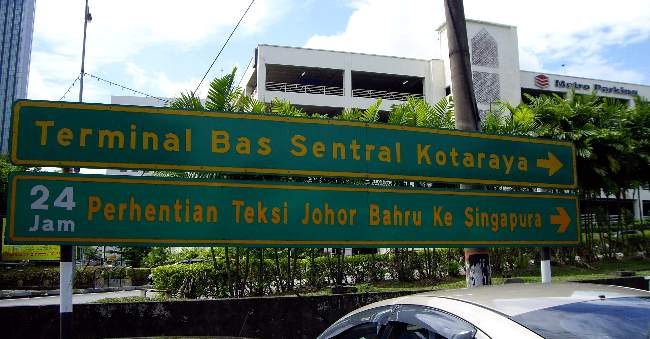 Metro Parking
Terminal Bas Sentral Kotaraya
24 Jam
Perhentian Teksi Johor Bahru Ke Singapura